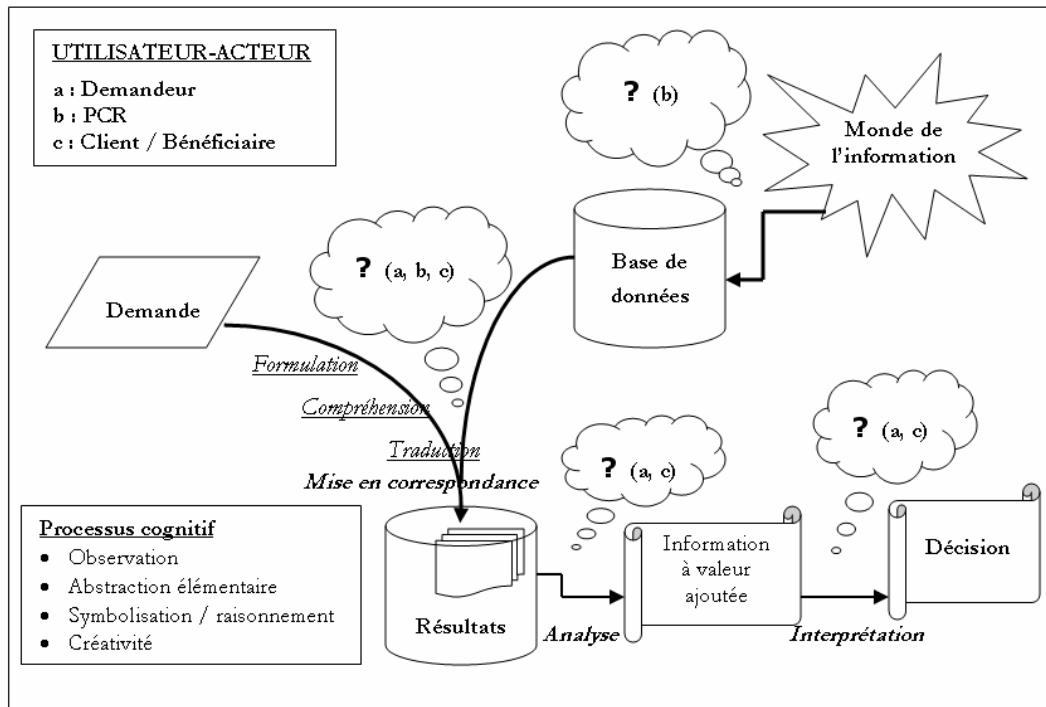 UTILISATEUR-ACTEUR
a : Demandeur
b : PCR
c : Client / Bénéficiaire
? (b)
Monde de
l'information
? (a, b, c)
Base de
données
Demande
Formulation
Compréhension
Traduction
Mise en correspondance
? (a, c)
? (a, c)
Processus cognitif
• Observation
• Abstraction élémentaire
• Symbolisation / raisonnement
• Créativité
Résultats
Analyse
Information
à valeur
ajoutée
Interprétation
Décision